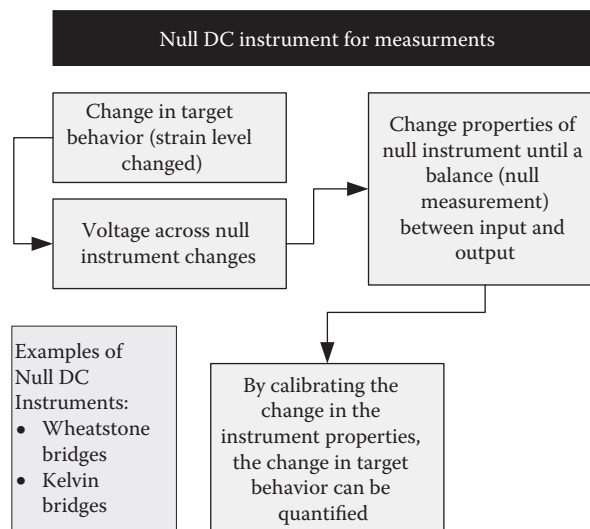 Null DC instrument for measurments
Change in target
behavior (strain level
changed)
Voltage across null
instrument changes
Change properties of
null instrument until a
balance (null
measurement)
between input and
output
By calibrating the
change in the
instrument properties,
the change in target
behavior can be
quantified
Examples of
Null DC
Instruments:
• Wheatstone
bridges
• Kelvin
bridges